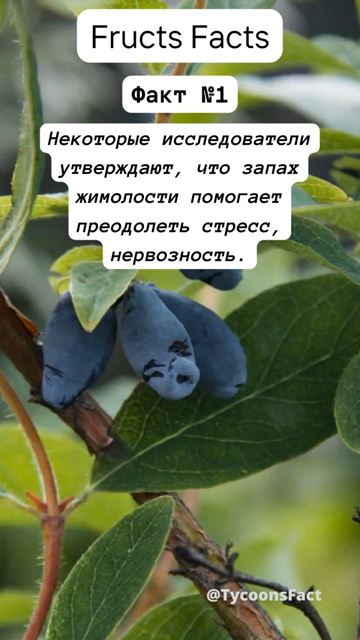 Fructs Facts
Факт №1
Некоторые исследователи
утверждают, что запах
жимолости помогает
преодолеть стресс,
нервозность.
@TycoonsFact